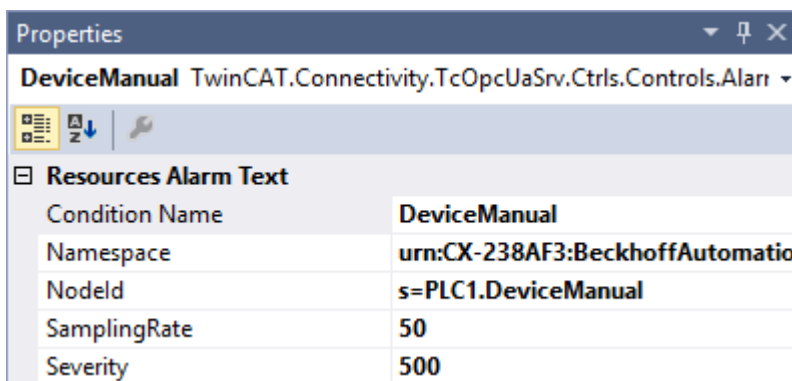 Properties
DeviceManual TwinCAT.Connectivity.TcOpcUaSrv.Ctrls.Controls.Alarr
Resources Alarm Text
Condition Name DeviceManual
Namespace urn:CX-238AF3:BeckhoffAutomatio
NodeId s=PLC1.DeviceManual
SamplingRate 50
Severity 500